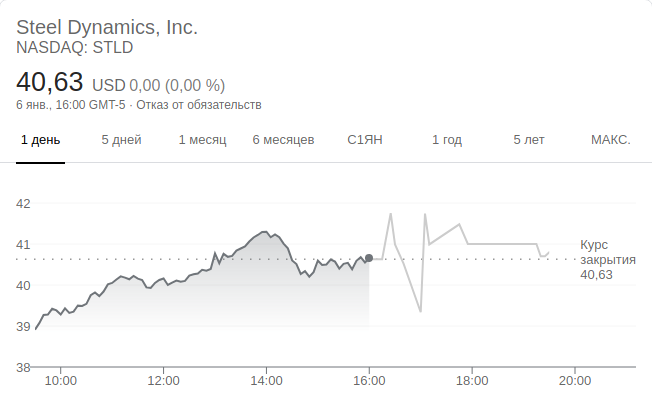 Steel Dynamics, Inc.
NASDAQ: STLD
40,63 USD 0,00 (0,00 %)
6 янв., 16:00 GMT-5 · Отказ от обязательств
1 день 5 дней 1 месяц 6 месяцев С1ЯН 1 год 5 лет МАКС.
42
41
40
39
38
Курс
закрытия
40,63
10:00 12:00 14:00 16:00 18:00 20:00